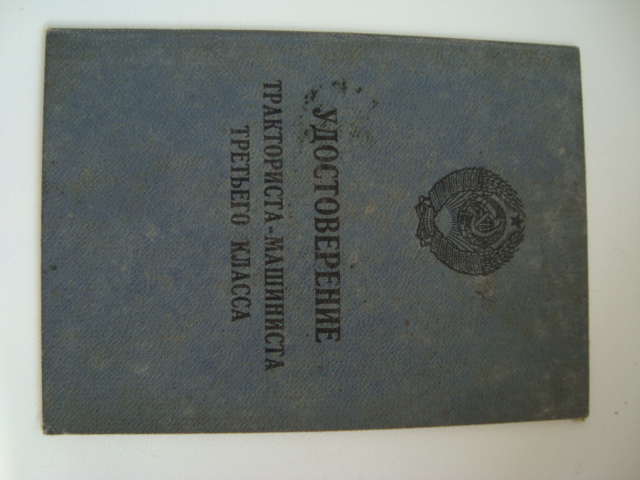 УДОСТОВЕРЕНИЕ
ТРАКТОРИСТА-МАШИНИСТА
ТРЕТЬЕГО КЛАССА